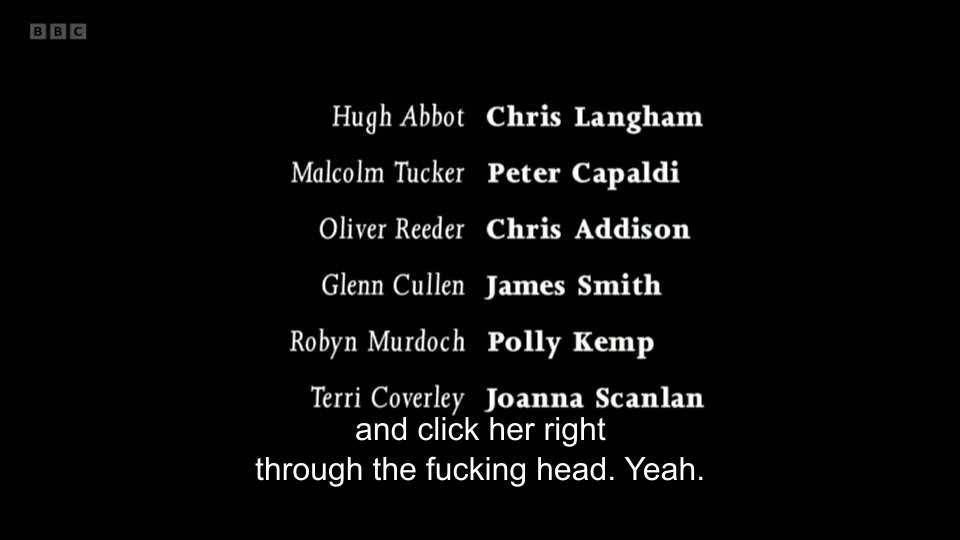 BBC
Hugh Abbot Chris Langham
Malcolm Tucker Peter Capaldi
Oliver Reeder Chris Addison
Glenn Cullen James Smith
Robyn Murdoch Polly Kemp
Terri Coverley Joanna Scanlan
and click her right
through the fucking head. Yeah.